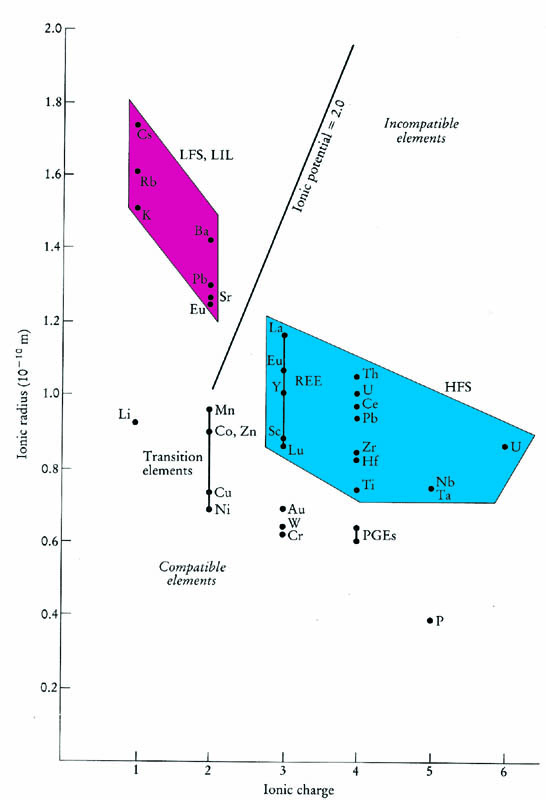 2.0
1.8
1.6
1.4
1.2
1.0
0.8
0.6
0.4
0.2
Ionic radius (10⁻¹⁰ m)
1 2 3 4 5 6
Ionic charge
Ionic potential = 2.0
Incompatible
elements
LFS, LIL
Cs
Rb
K
Ba
Pb
Sr
Eu
HFS
La
Eu
REE
Y
Sc
Lu
Th
U
Ce
Pb
Zr
Hf
Ti
Nb
Ta
U
Li
Mn
Co, Zn
Transition
elements
Cu
Ni
Au
W
Cr
PGEs
Compatible
elements
P